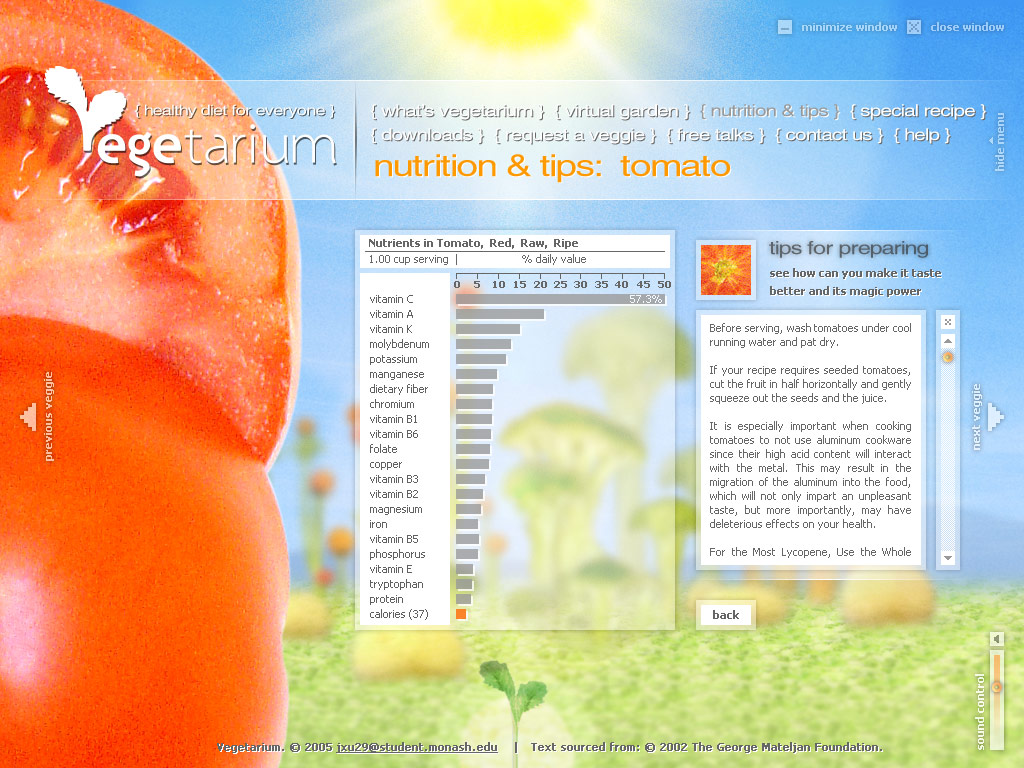 minimize window close window
{ healthy diet for everyone }
Vegetarium
{ what's vegetarium } { virtual garden } { nutrition & tips } { special recipe }
{ downloads } { request a veggie } { free talks } { contact us } { help }
hide menu
nutrition & tips: tomato
previous veggie
Nutrients in Tomato, Red, Raw, Ripe
1.00 cup serving | % daily value
0 5 10 15 20 25 30 35 40 45 50
vitamin C 57.3%
vitamin A
vitamin K
molybdenum
potassium
manganese
dietary fiber
chromium
vitamin B1
vitamin B6
folate
copper
vitamin B3
vitamin B2
magnesium
iron
vitamin B5
phosphorus
vitamin E
tryptophan
protein
calories (37)
tips for preparing
see how can you make it taste
better and its magic power
Before serving, wash tomatoes under cool
running water and pat dry.
If your recipe requires seeded tomatoes,
cut the fruit in half horizontally and gently
squeeze out the seeds and the juice.
It is especially important when cooking
tomatoes to not use aluminum cookware
since their high acid content will interact
with the metal. This may result in the
migration of the aluminum into the food,
which will not only impart an unpleasant
taste, but more importantly, may have
deleterious effects on your health.
For the Most Lycopene, Use the Whole
next veggie
back
sound control
Vegetarium. © 2005 jxu29@student.monash.edu | Text sourced from: © 2002 The George Mateljan Foundation.